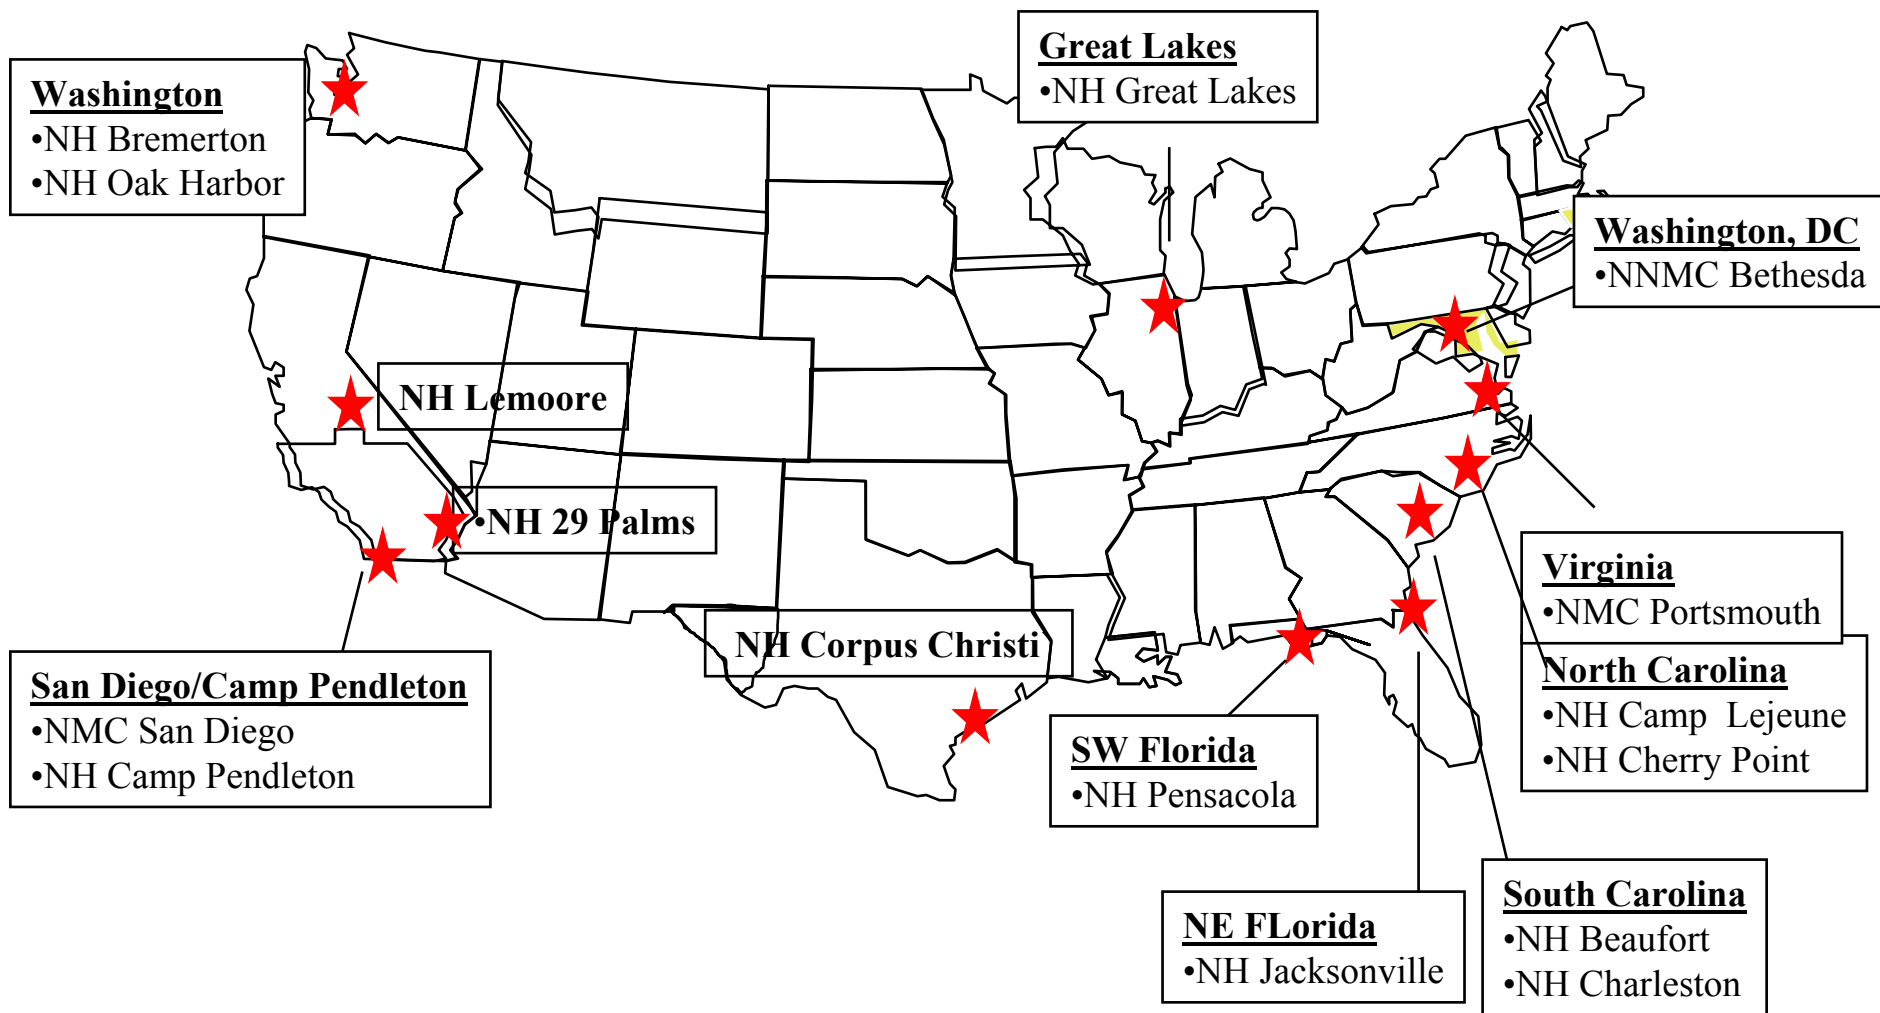 Great Lakes
•NH Great Lakes
Washington
•NH Bremerton
•NH Oak Harbor
Washington, DC
•NNMC Bethesda
NH Lemoore
•NH 29 Palms
Virginia
•NMC Portsmouth
NH Corpus Christi
North Carolina
•NH Camp Lejeune
•NH Cherry Point
San Diego/Camp Pendleton
•NMC San Diego
•NH Camp Pendleton
SW Florida
•NH Pensacola
South Carolina
•NH Beaufort
•NH Charleston
NE FLorida
•NH Jacksonville